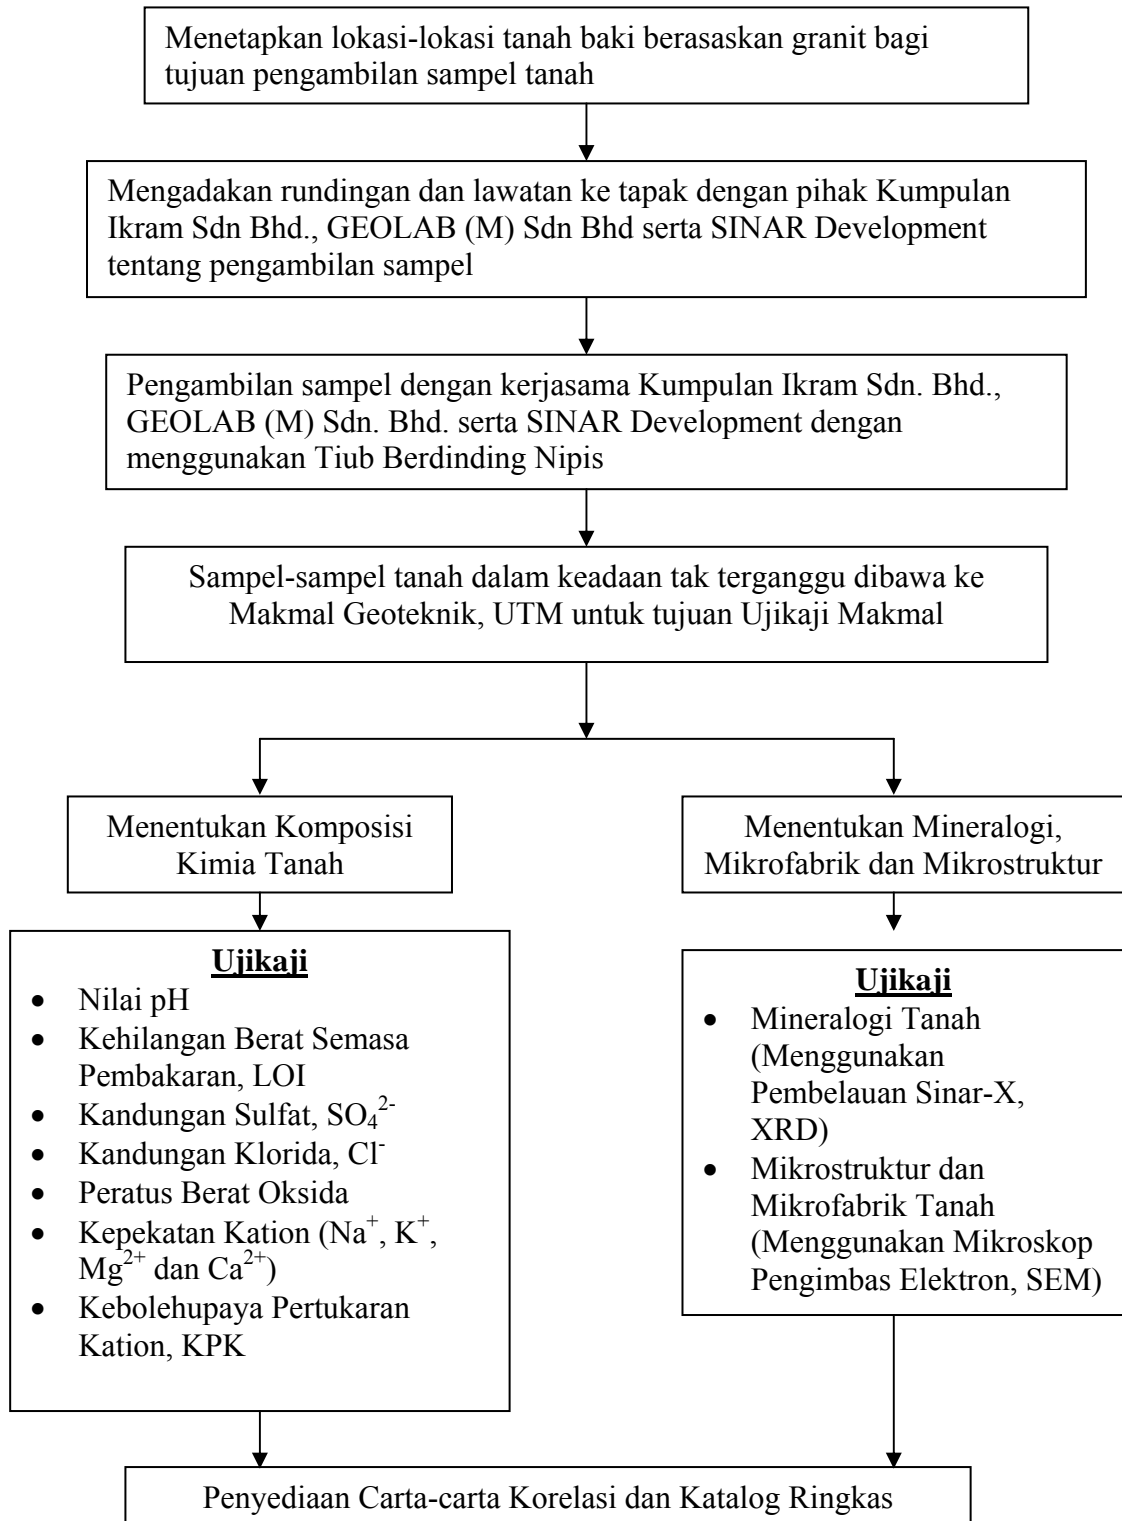 Menetapkan lokasi-lokasi tanah baki berasaskan granit bagi
tujuan pengambilan sampel tanah
Mengadakan rundingan dan lawatan ke tapak dengan pihak Kumpulan
Ikram Sdn Bhd., GEOLAB (M) Sdn Bhd serta SINAR Development
tentang pengambilan sampel
Pengambilan sampel dengan kerjasama Kumpulan Ikram Sdn. Bhd.,
GEOLAB (M) Sdn. Bhd. serta SINAR Development dengan
menggunakan Tiub Berdinding Nipis
Sampel-sampel tanah dalam keadaan tak terganggu dibawa ke
Makmal Geoteknik, UTM untuk tujuan Ujikaji Makmal
Menentukan Komposisi
Kimia Tanah
Ujikaji
• Nilai pH
• Kehilangan Berat Semasa
Pembakaran, LOI
• Kandungan Sulfat, SO₄²⁻
• Kandungan Klorida, Cl⁻
• Peratus Berat Oksida
• Kepekatan Kation (Na⁺, K⁺,
Mg²⁺ dan Ca²⁺)
• Kebolehupaya Pertukaran
Kation, KPK
Menentukan Mineralogi,
Mikrofabrik dan Mikrostruktur
Ujikaji
• Mineralogi Tanah
(Menggunakan
Pembelauan Sinar-X,
XRD)
• Mikrostruktur dan
Mikrofabrik Tanah
(Menggunakan Mikroskop
Pengimbas Elektron, SEM)
Penyediaan Carta-carta Korelasi dan Katalog Ringkas